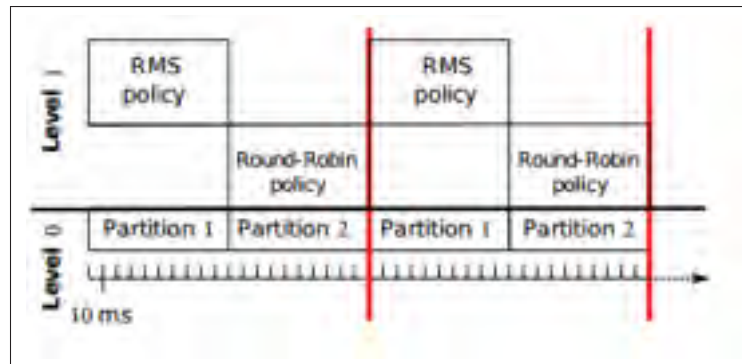 Level 1
RMS
policy
RMS
policy
Round-Robin
policy
Round-Robin
policy
Level 0
Partition 1
Partition 2
Partition 1
Partition 2
10 ms